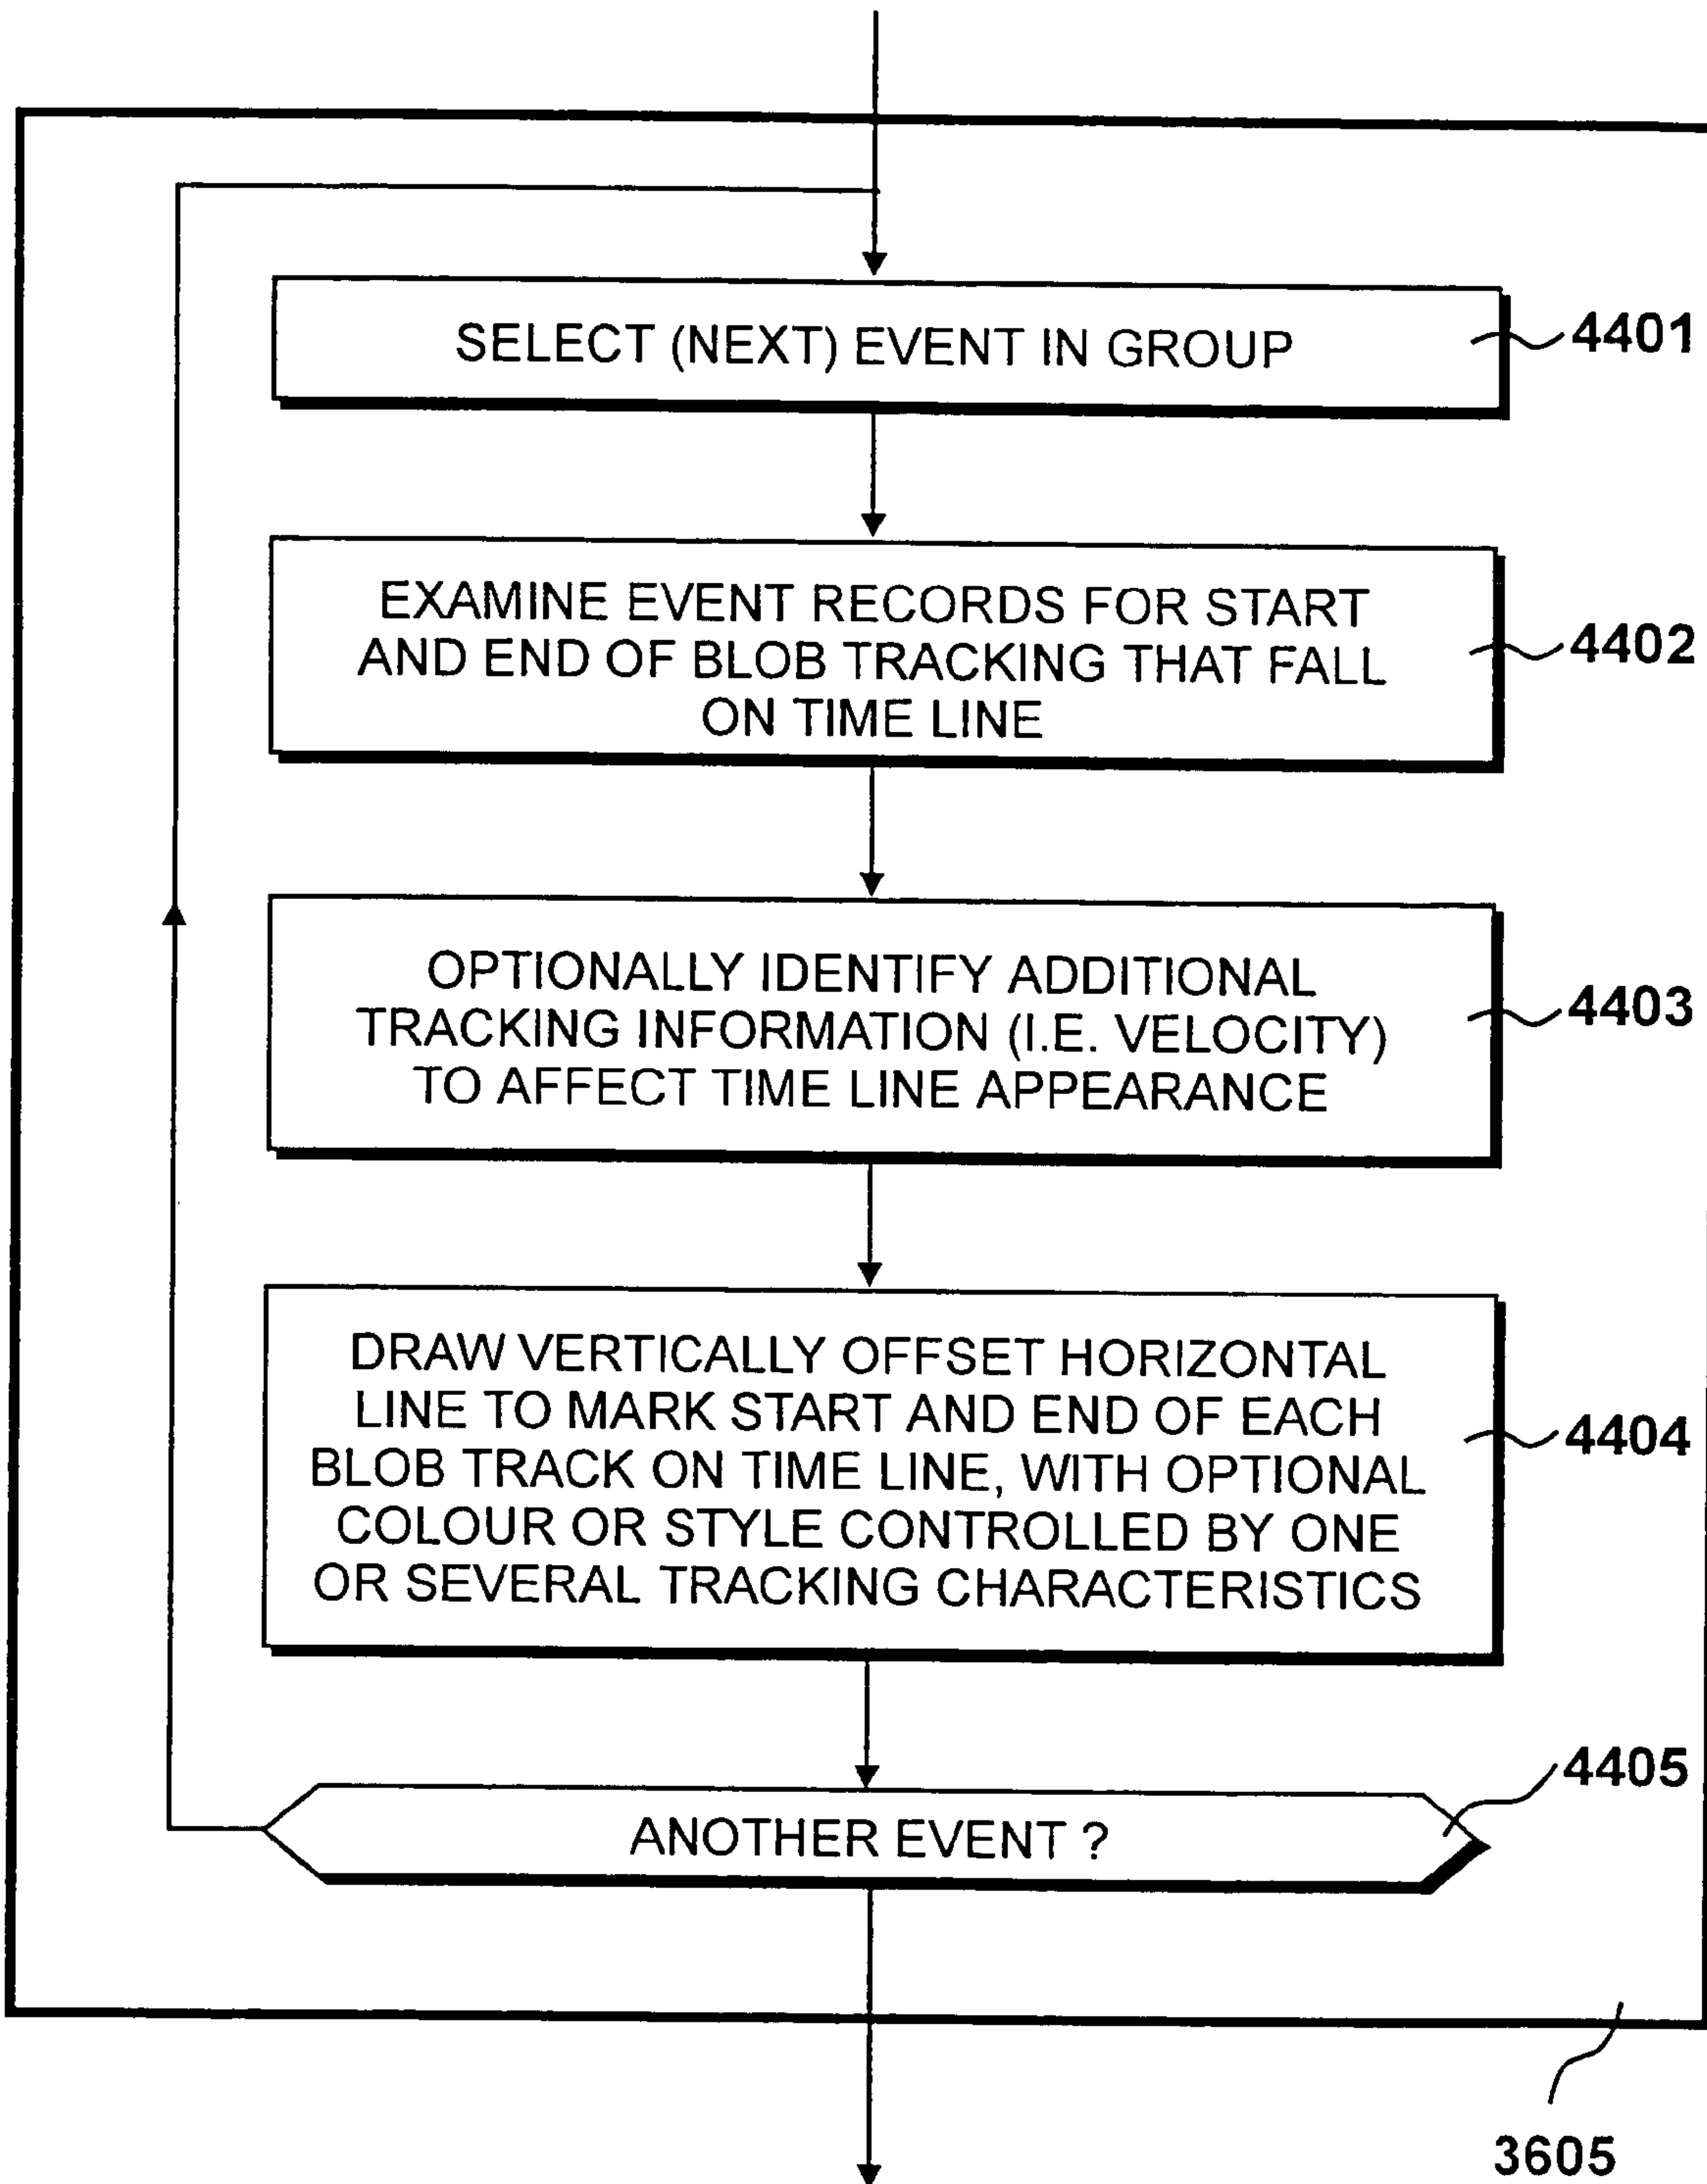 SELECT (NEXT) EVENT IN GROUP
4401
EXAMINE EVENT RECORDS FOR START
AND END OF BLOB TRACKING THAT FALL
ON TIME LINE
4402
OPTIONALLY IDENTIFY ADDITIONAL
TRACKING INFORMATION (I.E. VELOCITY)
TO AFFECT TIME LINE APPEARANCE
4403
DRAW VERTICALLY OFFSET HORIZONTAL
LINE TO MARK START AND END OF EACH
BLOB TRACK ON TIME LINE, WITH OPTIONAL
COLOUR OR STYLE CONTROLLED BY ONE
OR SEVERAL TRACKING CHARACTERISTICS
4404
ANOTHER EVENT ?
4405
3605